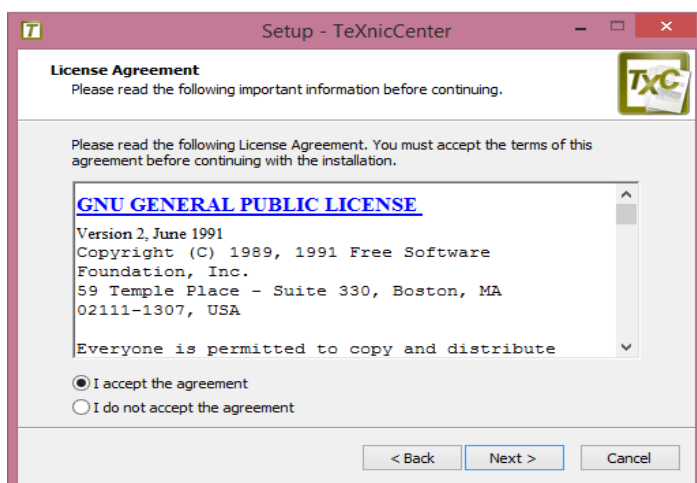 Setup - TeXnicCenter
License Agreement
Please read the following important information before continuing.
TXC
Please read the following License Agreement. You must accept the terms of this
agreement before continuing with the installation.
GNU GENERAL PUBLIC LICENSE
Version 2, June 1991
Copyright (C) 1989, 1991 Free Software
Foundation, Inc.
59 Temple Place - Suite 330, Boston, MA
02111-1307, USA
Everyone is permitted to copy and distribute
I accept the agreement
I do not accept the agreement
< Back Next > Cancel